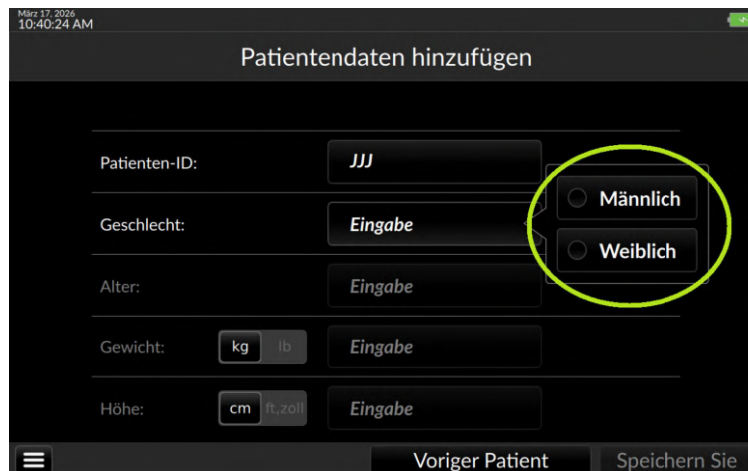 März 17, 2026
10:40:24 AM
Patientendaten hinzufügen
Patienten-ID: JJJ
Geschlecht: Eingabe
Männlich
Weiblich
Alter: Eingabe
Gewicht: kg lb Eingabe
Höhe: cm ft,zoll Eingabe
Voriger Patient Speichern Sie